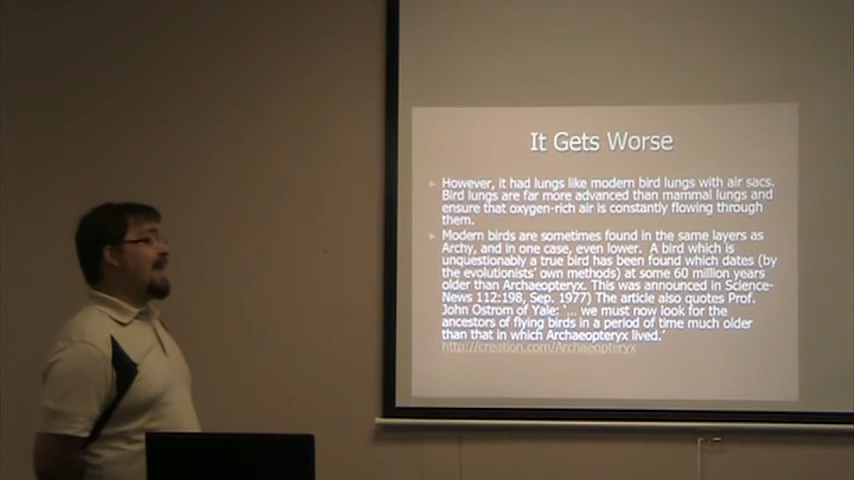 It Gets Worse
▹ However, it had lungs like modern bird lungs with air sacs.
Bird lungs are far more advanced than mammal lungs and
ensure that oxygen-rich air is constantly flowing through
them.
▹ Modern birds are sometimes found in the same layers as
Archy, and in one case, even lower. A bird which is
unquestionably a true bird has been found which dates (by
the evolutionists' own methods) at some 60 million years
older than Archaeopteryx. This was announced in Science-
News 112:198, Sep. 1977) The article also quotes Prof.
John Ostrom of Yale: '... we must now look for the
ancestors of flying birds in a period of time much older
than that in which Archaeopteryx lived.'
http://creation.com/Archaeopteryx